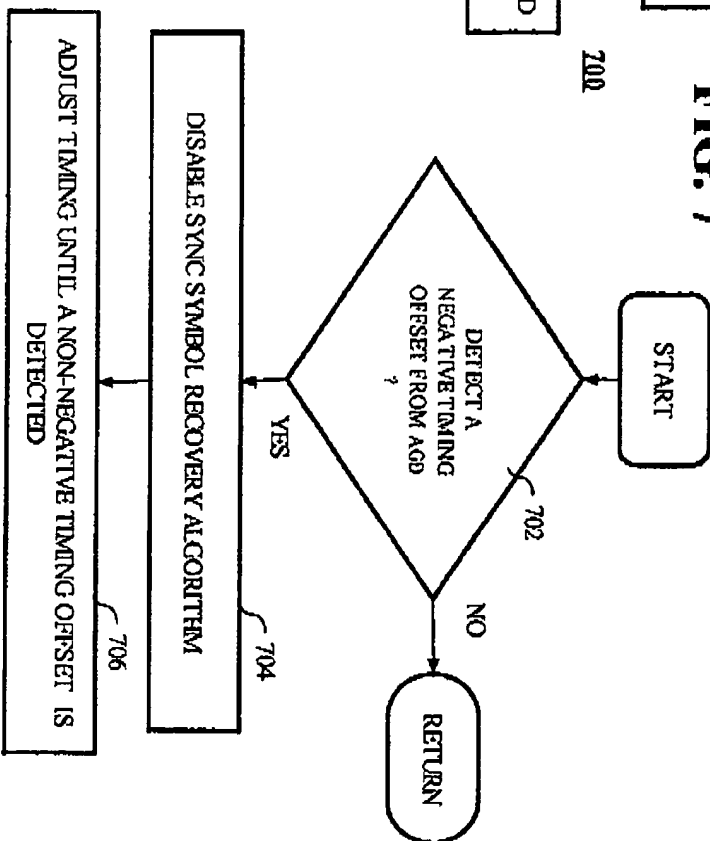 FIG. 7
700
START
DETECT A
NEGATIVE TIMING
OFFSET FROM AGD
?
702
NO
RETURN
YES
DISABLE SYNC SYMBOL RECOVERY ALGORITHM
704
ADJUST TIMING UNTIL A NON-NEGATIVE TIMING OFFSET IS
DETECTED
706
D